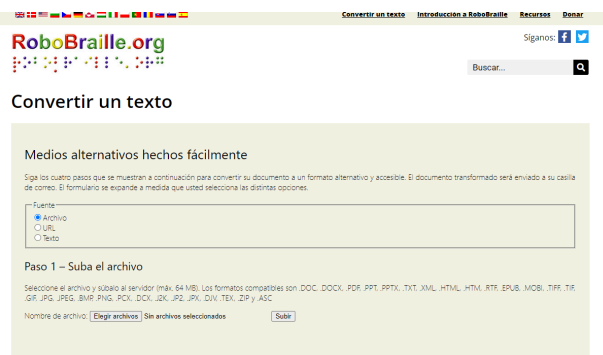 Convertir un texto Introducción a RoboBraille Recursos Donar
RoboBraille.org
Síganos:
Buscar...
Convertir un texto
Medios alternativos hechos fácilmente
Siga los cuatro pasos que se muestran a continuación para convertir su documento a un formato alternativo y accesible. El documento transformado será enviado a su casilla
de correo. El formulario se expande a medida que usted selecciona las distintas opciones.
Fuente
Archivo
URL
Texto
Paso 1 – Suba el archivo
Seleccione el archivo y súbalo al servidor (máx. 64 MB). Los formatos compatibles son .DOC, .DOCX, .PDF, .PPT, .PPTX, .TXT, .XML, .HTML, .HTM, .RTF, .EPUB, .MOBI, .TIFF, .TIF,
.GIF, .JPG, .JPEG, .BMP, .PNG, .PCX, .DCX, .J2K, .JP2, .JPX, .DJV, .TEX, .ZIP y .ASC
Nombre de archivo: Elegir archivos Sin archivos seleccionados Subir